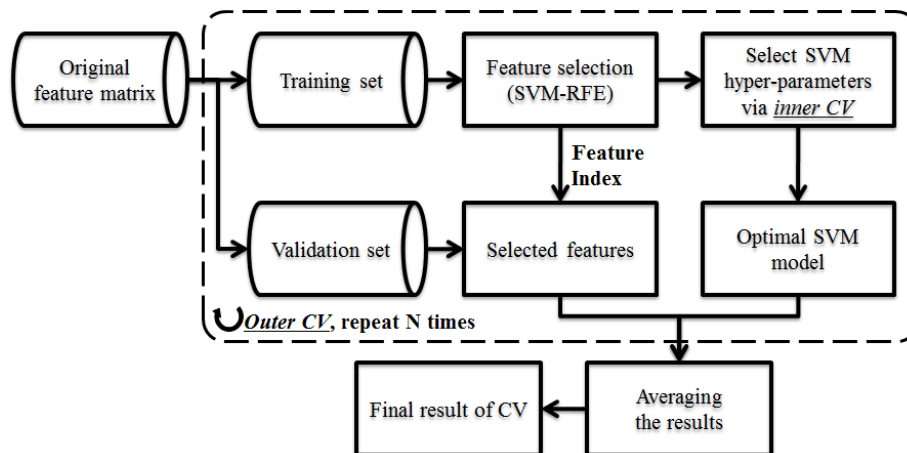 Original
feature matrix
Training set
Feature selection
(SVM-RFE)
Select SVM
hyper-parameters
via inner CV
Feature
Index
Validation set
Selected features
Optimal SVM
model
Outer CV, repeat N times
Final result of CV
Averaging
the results